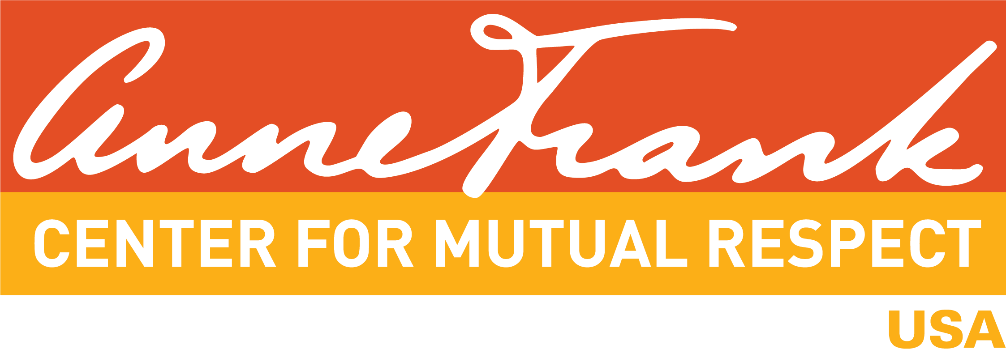 Anne Frank
CENTER FOR MUTUAL RESPECT
USA